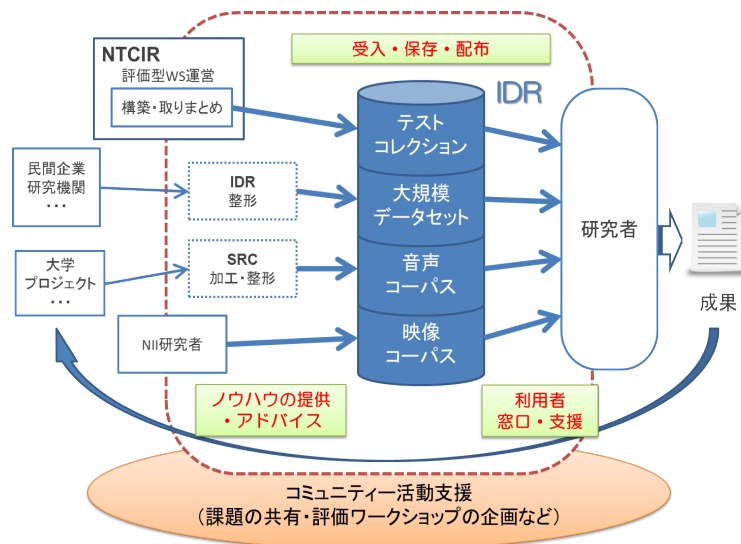 受入・保存・配布
NTCIR
評価型WS運営
構築・取りまとめ
IDR
テスト
コレクション
民間企業
研究機関
・・・
IDR
整形
大規模
データセット
研究者
大学
プロジェクト
・・・
SRC
加工・整形
音声
コーパス
成果
NII研究者
映像
コーパス
ノウハウの提供
・アドバイス
利用者
窓口・支援
コミュニティー活動支援
（課題の共有・評価ワークショップの企画など）